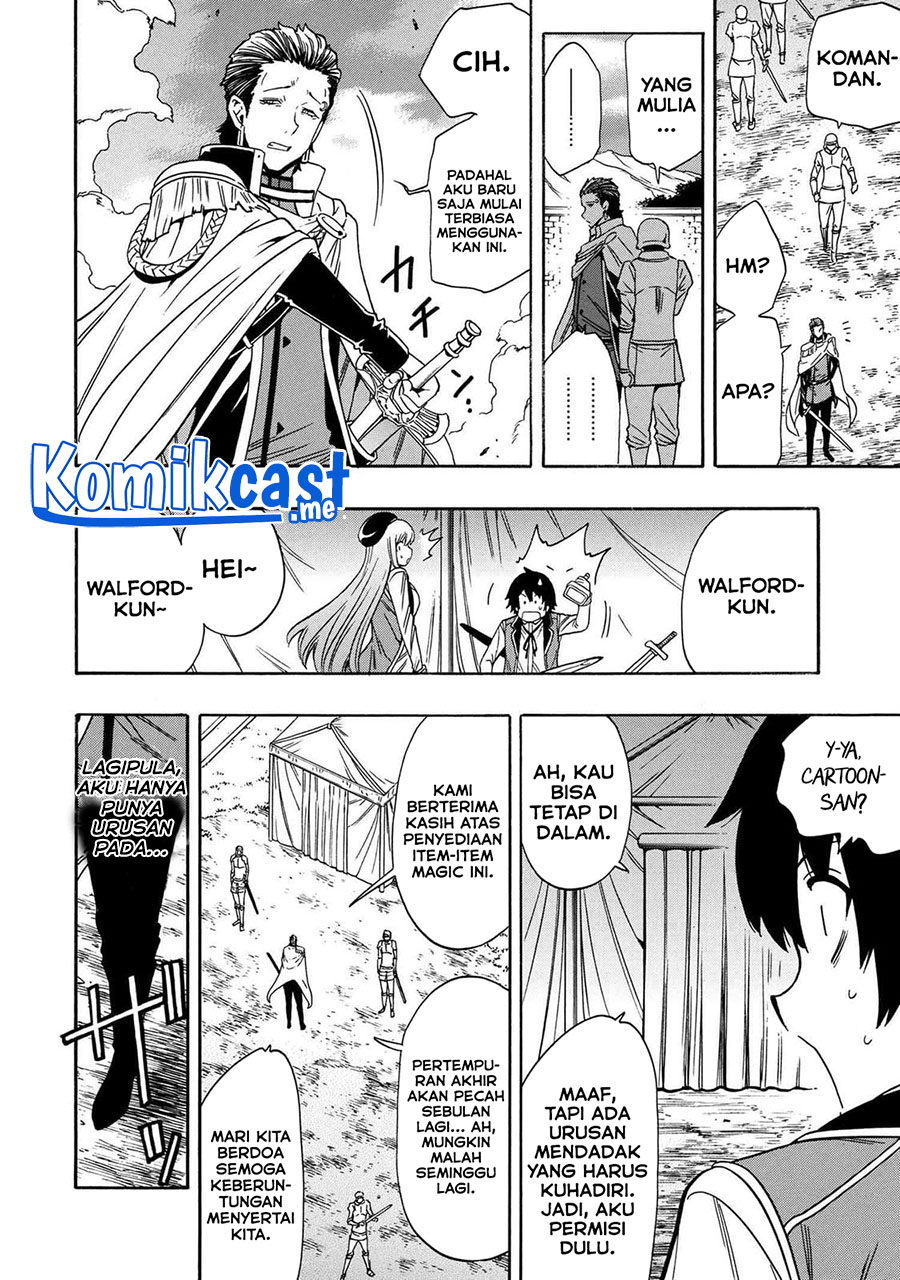 KOMAN-
DAN.
HM?
APA?
YANG
MULIA
...
CIH.
PADAHAL
AKU BARU
SAJA MULAI
TERBIASA
MENGGUNA-
KAN INI.
カチン
Komikcast
.me
WALFORD-
KUN.
HEI~
WALFORD-
KUN~
Y-YA,
CARTOON-
SAN?
AH, KAU
BISA
TETAP DI
DALAM.
MAAF,
TAPI ADA
URUSAN
MENDADAK
YANG HARUS
KUHADIRI.
JADI, AKU
PERMISI
DULU.
KAMI
BERTERIMA
KASIH ATAS
PENYEDIAAN
ITEM-ITEM
MAGIC INI.
PERTEMPU-
RAN AKHIR
AKAN PECAH
SEBULAN
LAGI... AH,
MUNGKIN
MALAH
SEMINGGU
LAGI.
MARI KITA
BERDOA
SEMOGA
KEBERUN-
TUNGAN
MENYERTAI
KITA.
LAGIPULA,
AKU HANYA
PUNYA
URUSAN
PADA...
ザッ